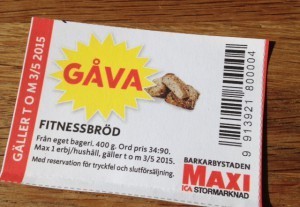 GÄLLER T O M 3/5 2015
GÅVA
FITNESSBRÖD
Från eget bageri. 400 g. Ord pris 34:90.
Max 1 erbj/hushåll, gäller t o m 3/5 2015.
Med reservation för tryckfel och slutförsäljning.
9 913921 800004
BARKARBYSTADEN
MAXI
ICA STORMARKNAD